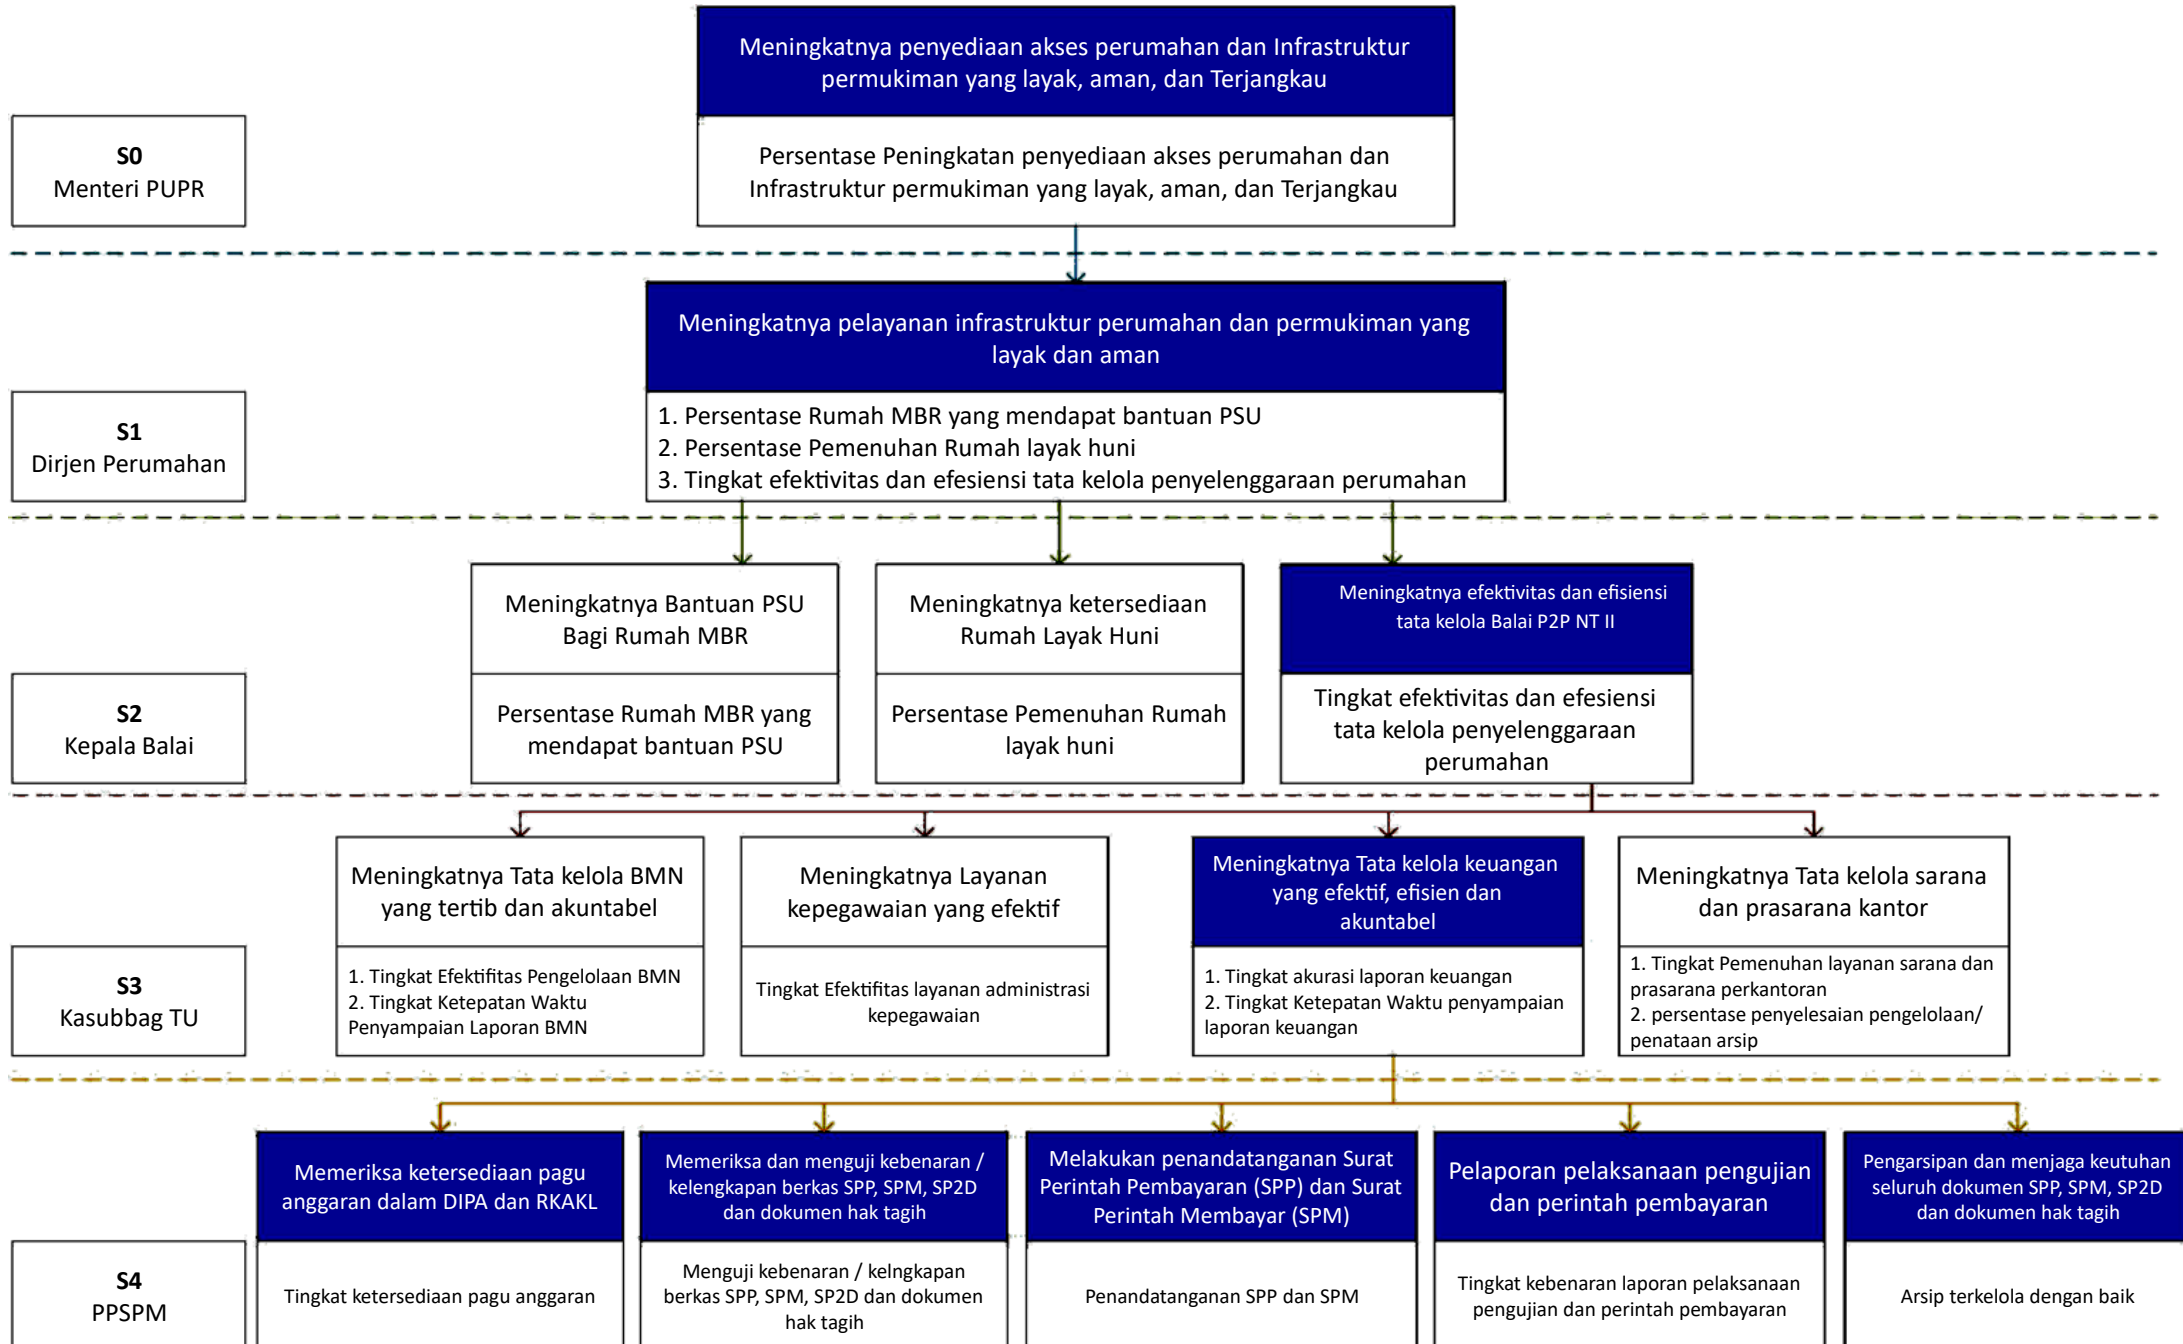 Meningkatnya penyediaan akses perumahan dan Infrastruktur
permukiman yang layak, aman, dan Terjangkau
S0
Menteri PUPR
Persentase Peningkatan penyediaan akses perumahan dan
Infrastruktur permukiman yang layak, aman, dan Terjangkau
Meningkatnya pelayanan infrastruktur perumahan dan permukiman yang
layak dan aman
S1
Dirjen Perumahan
1. Persentase Rumah MBR yang mendapat bantuan PSU
2. Persentase Pemenuhan Rumah layak huni
3. Tingkat efektivitas dan efesiensi tata kelola penyelenggaraan perumahan
S2
Kepala Balai
Meningkatnya Bantuan PSU
Bagi Rumah MBR
Persentase Rumah MBR yang
mendapat bantuan PSU
Meningkatnya ketersediaan
Rumah Layak Huni
Persentase Pemenuhan Rumah
layak huni
Meningkatnya efektivitas dan efisiensi
tata kelola Balai P2P NT II
Tingkat efektivitas dan efesiensi
tata kelola penyelenggaraan
perumahan
S3
Kasubbag TU
Meningkatnya Tata kelola BMN
yang tertib dan akuntabel
1. Tingkat Efektifitas Pengelolaan BMN
2. Tingkat Ketepatan Waktu
Penyampaian Laporan BMN
Meningkatnya Layanan
kepegawaian yang efektif
Tingkat Efektifitas layanan administrasi
kepegawaian
Meningkatnya Tata kelola keuangan
yang efektif, efisien dan
akuntabel
1. Tingkat akurasi laporan keuangan
2. Tingkat Ketepatan Waktu penyampaian
laporan keuangan
Meningkatnya Tata kelola sarana
dan prasarana kantor
1. Tingkat Pemenuhan layanan sarana dan
prasarana perkantoran
2. persentase penyelesaian pengelolaan/
penataan arsip
S4
PPSPM
Memeriksa ketersediaan pagu
anggaran dalam DIPA dan RKAKL
Tingkat ketersediaan pagu anggaran
Memeriksa dan menguji kebenaran /
kelengkapan berkas SPP, SPM, SP2D
dan dokumen hak tagih
Menguji kebenaran / kelngkapan
berkas SPP, SPM, SP2D dan dokumen
hak tagih
Melakukan penandatanganan Surat
Perintah Pembayaran (SPP) dan Surat
Perintah Membayar (SPM)
Penandatanganan SPP dan SPM
Pelaporan pelaksanaan pengujian
dan perintah pembayaran
Tingkat kebenaran laporan pelaksanaan
pengujian dan perintah pembayaran
Pengarsipan dan menjaga keutuhan
seluruh dokumen SPP, SPM, SP2D
dan dokumen hak tagih
Arsip terkelola dengan baik